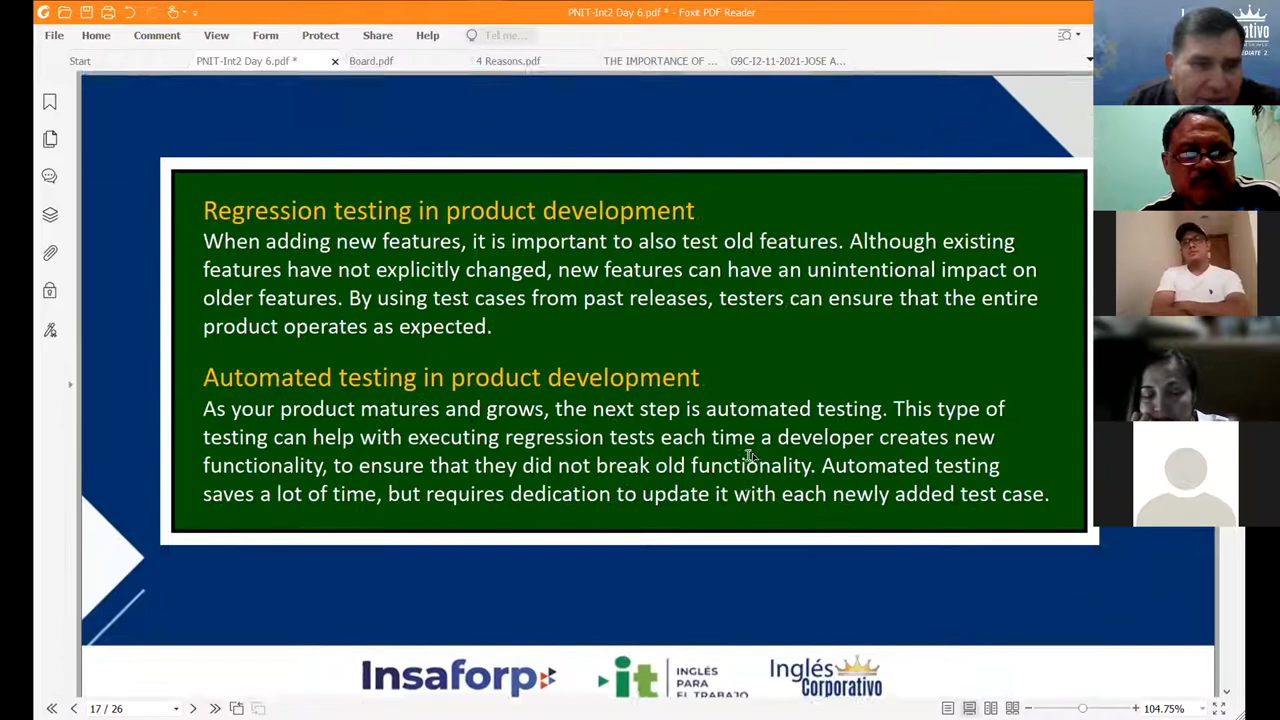 PNIT-Int2 Day 6.pdf * - Foxit PDF Reader
File Home Comment View Form Protect Share Help Tell me...
Start PNIT-Int2 Day 6.pdf * Board.pdf 4 Reasons.pdf THE IMPORTANCE OF ... G9C-I2-11-2021-JOSE A...
Regression testing in product development
When adding new features, it is important to also test old features. Although existing
features have not explicitly changed, new features can have an unintentional impact on
older features. By using test cases from past releases, testers can ensure that the entire
product operates as expected.
Automated testing in product development
As your product matures and grows, the next step is automated testing. This type of
testing can help with executing regression tests each time a developer creates new
functionality, to ensure that they did not break old functionality. Automated testing
saves a lot of time, but requires dedication to update it with each newly added test case.
Insaforp
it
INGLÉS
PARA
EL TRABAJO
Inglés
Corporativo
17 / 26
104.75%